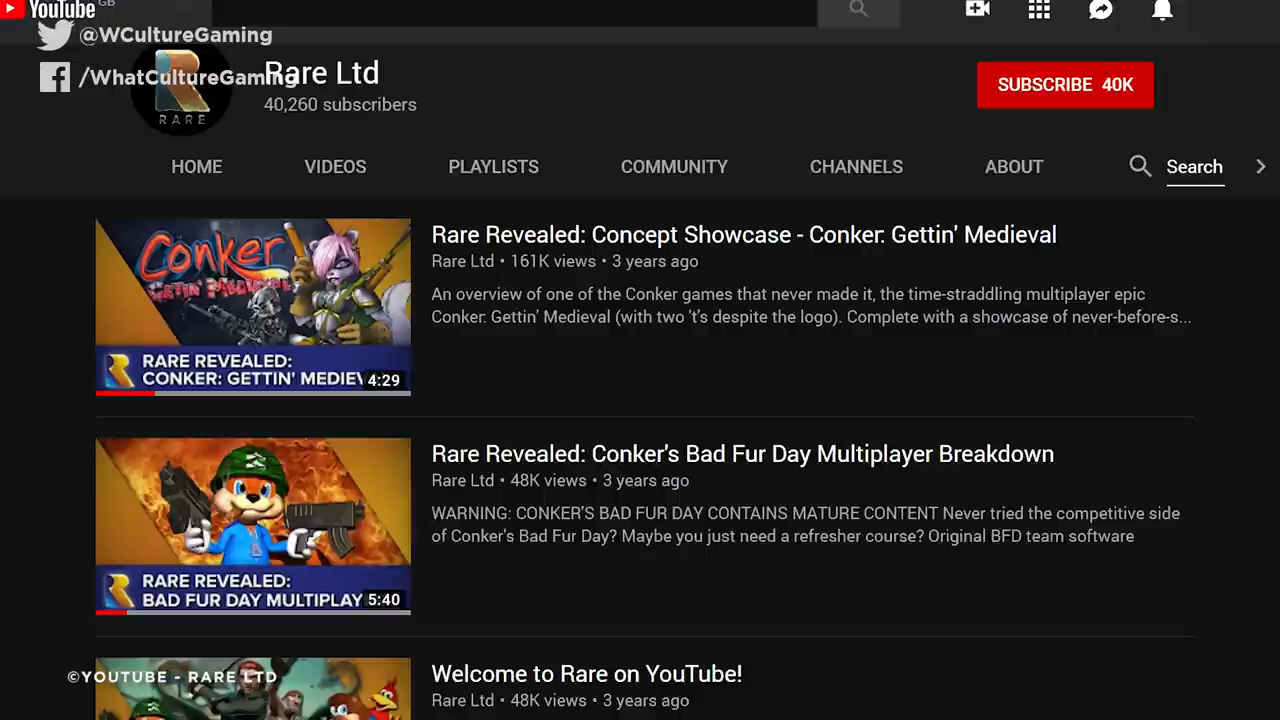 YouTube GB
@WCultureGaming
/WhatCultureGaming
RARE
Rare Ltd
40,260 subscribers
SUBSCRIBE 40K
HOME VIDEOS PLAYLISTS COMMUNITY CHANNELS ABOUT Search
Conker
GETIN' MEDIEVAL
RARE REVEALED:
CONKER: GETTIN' MEDIEV
4:29
Rare Revealed: Concept Showcase - Conker: Gettin' Medieval
Rare Ltd • 161K views • 3 years ago
An overview of one of the Conker games that never made it, the time-straddling multiplayer epic
Conker: Gettin' Medieval (with two 't's despite the logo). Complete with a showcase of never-before-s...
RARE REVEALED:
BAD FUR DAY MULTIPLAY
5:40
Rare Revealed: Conker's Bad Fur Day Multiplayer Breakdown
Rare Ltd • 48K views • 3 years ago
WARNING: CONKER'S BAD FUR DAY CONTAINS MATURE CONTENT Never tried the competitive side
of Conker's Bad Fur Day? Maybe you just need a refresher course? Original BFD team software
©YOUTUBE - RARE LTD
Welcome to Rare on YouTube!
Rare Ltd • 48K views • 3 years ago